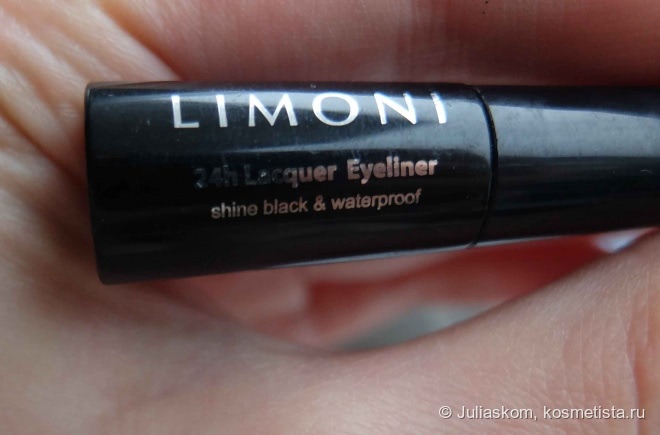 LIMONI
24h Lacquer Eyeliner
shine black & waterproof
© Juliaskom, kosmetista.ru